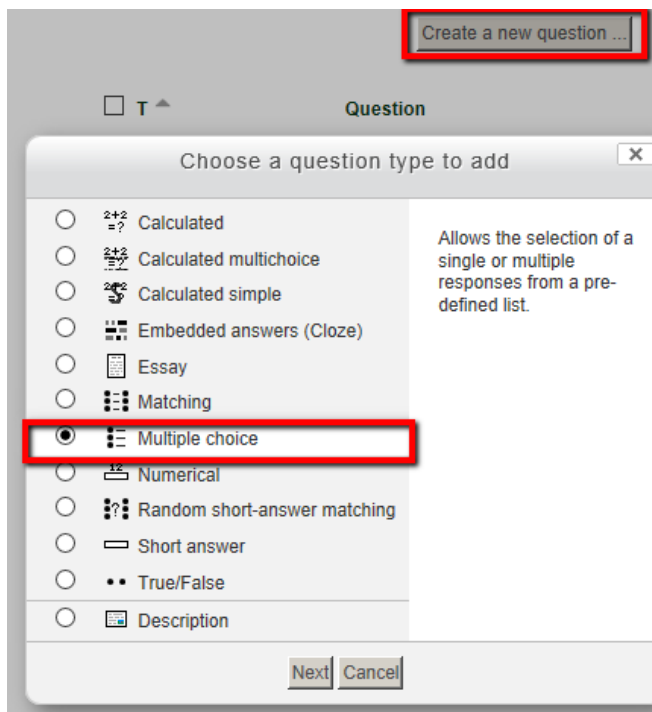 Create a new question ...
T
Question
Choose a question type to add
Calculated
Calculated multichoice
Calculated simple
Embedded answers (Cloze)
Essay
Matching
Multiple choice
Numerical
Random short-answer matching
Short answer
True/False
Description
Allows the selection of a
single or multiple
responses from a pre-
defined list.
Next Cancel